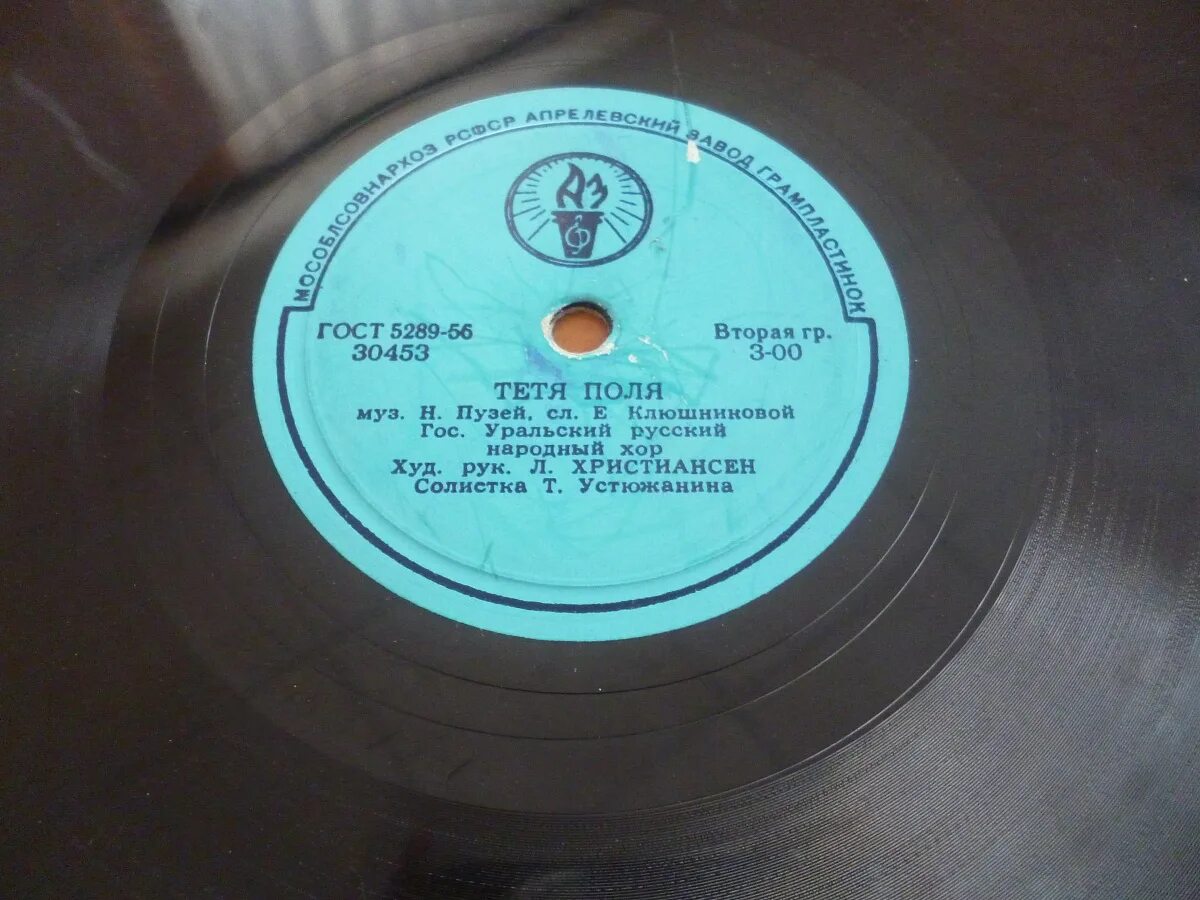 МОСОБЛСОВНАРХОЗ РСФСР АПРЕЛЕВСКИЙ ЗАВОД ГРАМПЛАСТИНОК
АЗ
ГОСТ 5289-56
30453
Вторая гр.
3-00
ТЕТЯ ПОЛЯ
муз. Н. Пузей, сл. Е Клюшниковой
Гос. Уральский русский
народный хор
Худ. рук. Л. ХРИСТИАНСЕН
Солистка Т. Устюжанина